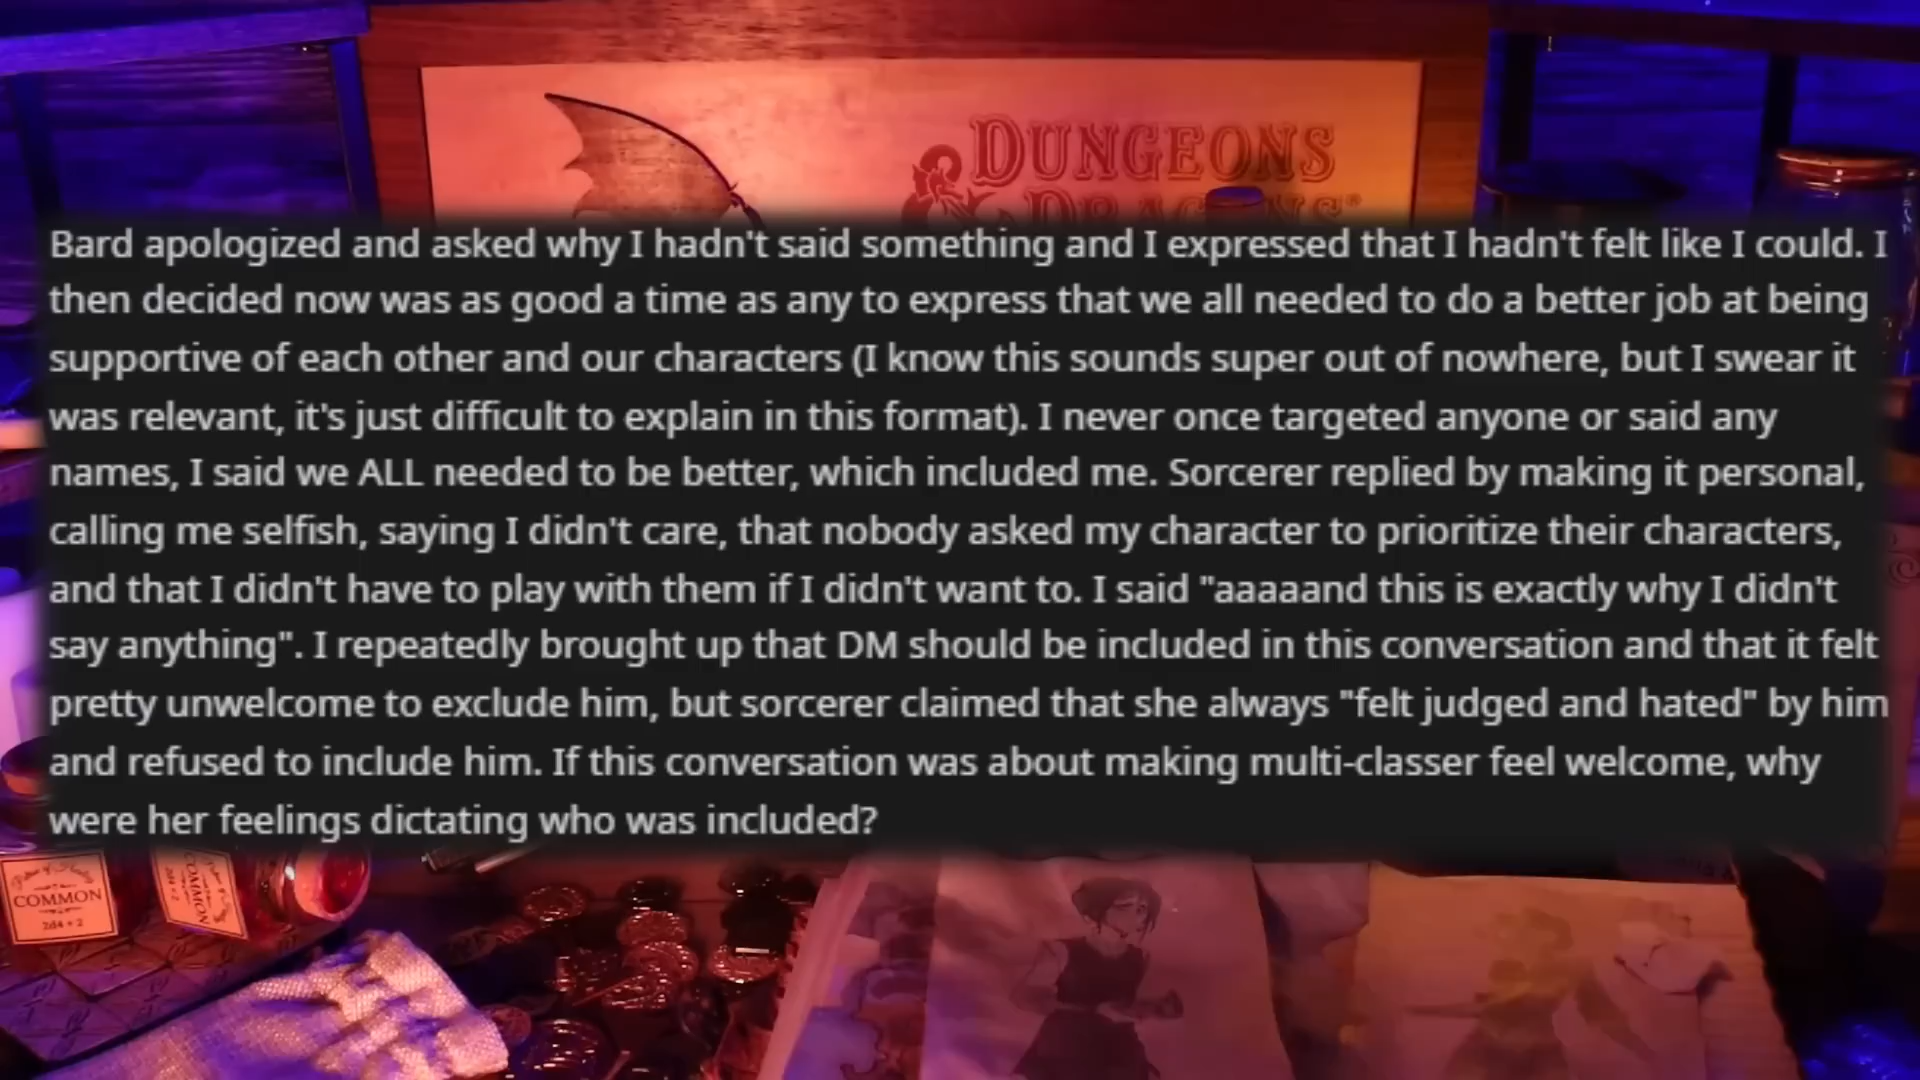 DUNGEONS
DRAGONS®
Bard apologized and asked why I hadn't said something and I expressed that I hadn't felt like I could. I
then decided now was as good a time as any to express that we all needed to do a better job at being
supportive of each other and our characters (I know this sounds super out of nowhere, but I swear it
was relevant, it's just difficult to explain in this format). I never once targeted anyone or said any
names, I said we ALL needed to be better, which included me. Sorcerer replied by making it personal,
calling me selfish, saying I didn't care, that nobody asked my character to prioritize their characters,
and that I didn't have to play with them if I didn't want to. I said "aaaaand this is exactly why I didn't
say anything". I repeatedly brought up that DM should be included in this conversation and that it felt
pretty unwelcome to exclude him, but sorcerer claimed that she always "felt judged and hated" by him
and refused to include him. If this conversation was about making multi-classer feel welcome, why
were her feelings dictating who was included?
COMMON
2d4 + 2
COMMON
2d4 + 2